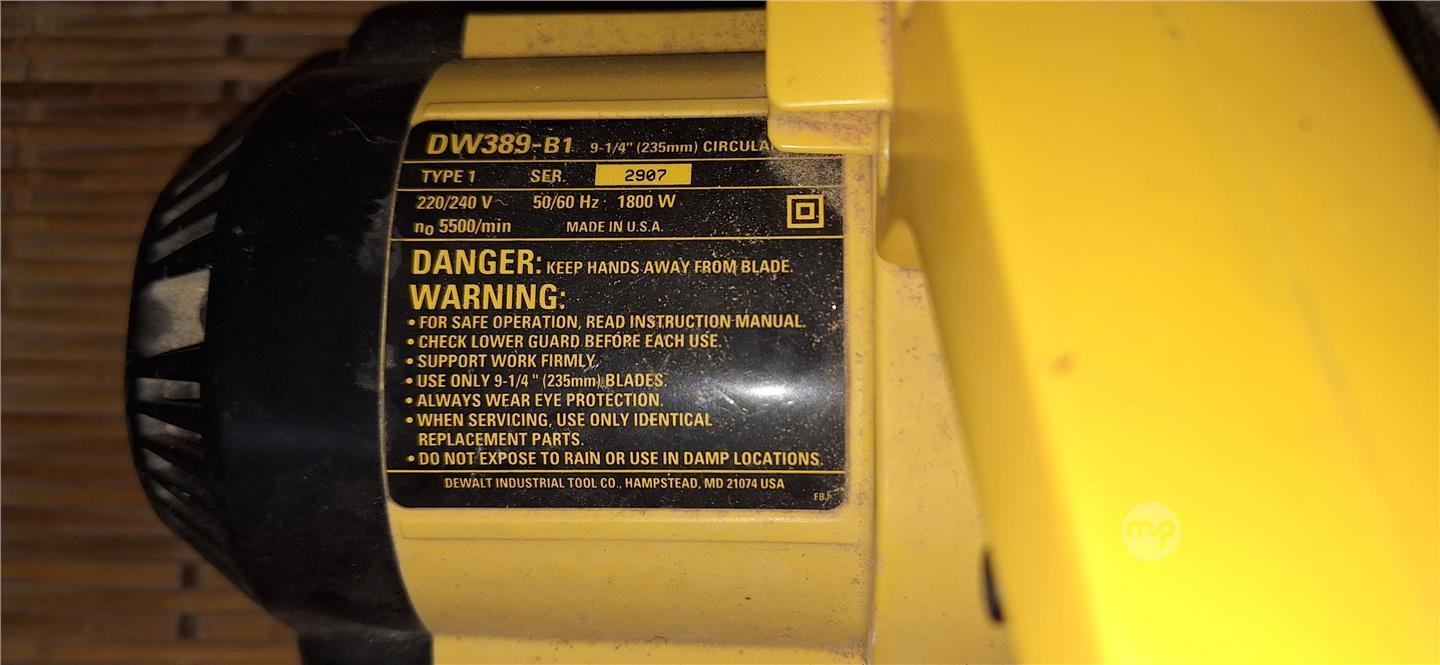 DW389-B1 9-1/4" (235mm) CIRCULA
TYPE 1 SER. 2907
220/240 V~ 50/60 Hz 1800 W
no 5500/min MADE IN U.S.A.
DANGER: KEEP HANDS AWAY FROM BLADE.
WARNING:
• FOR SAFE OPERATION, READ INSTRUCTION MANUAL.
• CHECK LOWER GUARD BEFORE EACH USE.
• SUPPORT WORK FIRMLY.
• USE ONLY 9-1/4" (235mm) BLADES.
• ALWAYS WEAR EYE PROTECTION.
• WHEN SERVICING, USE ONLY IDENTICAL
REPLACEMENT PARTS.
• DO NOT EXPOSE TO RAIN OR USE IN DAMP LOCATIONS.
DEWALT INDUSTRIAL TOOL CO., HAMPSTEAD, MD 21074 USA